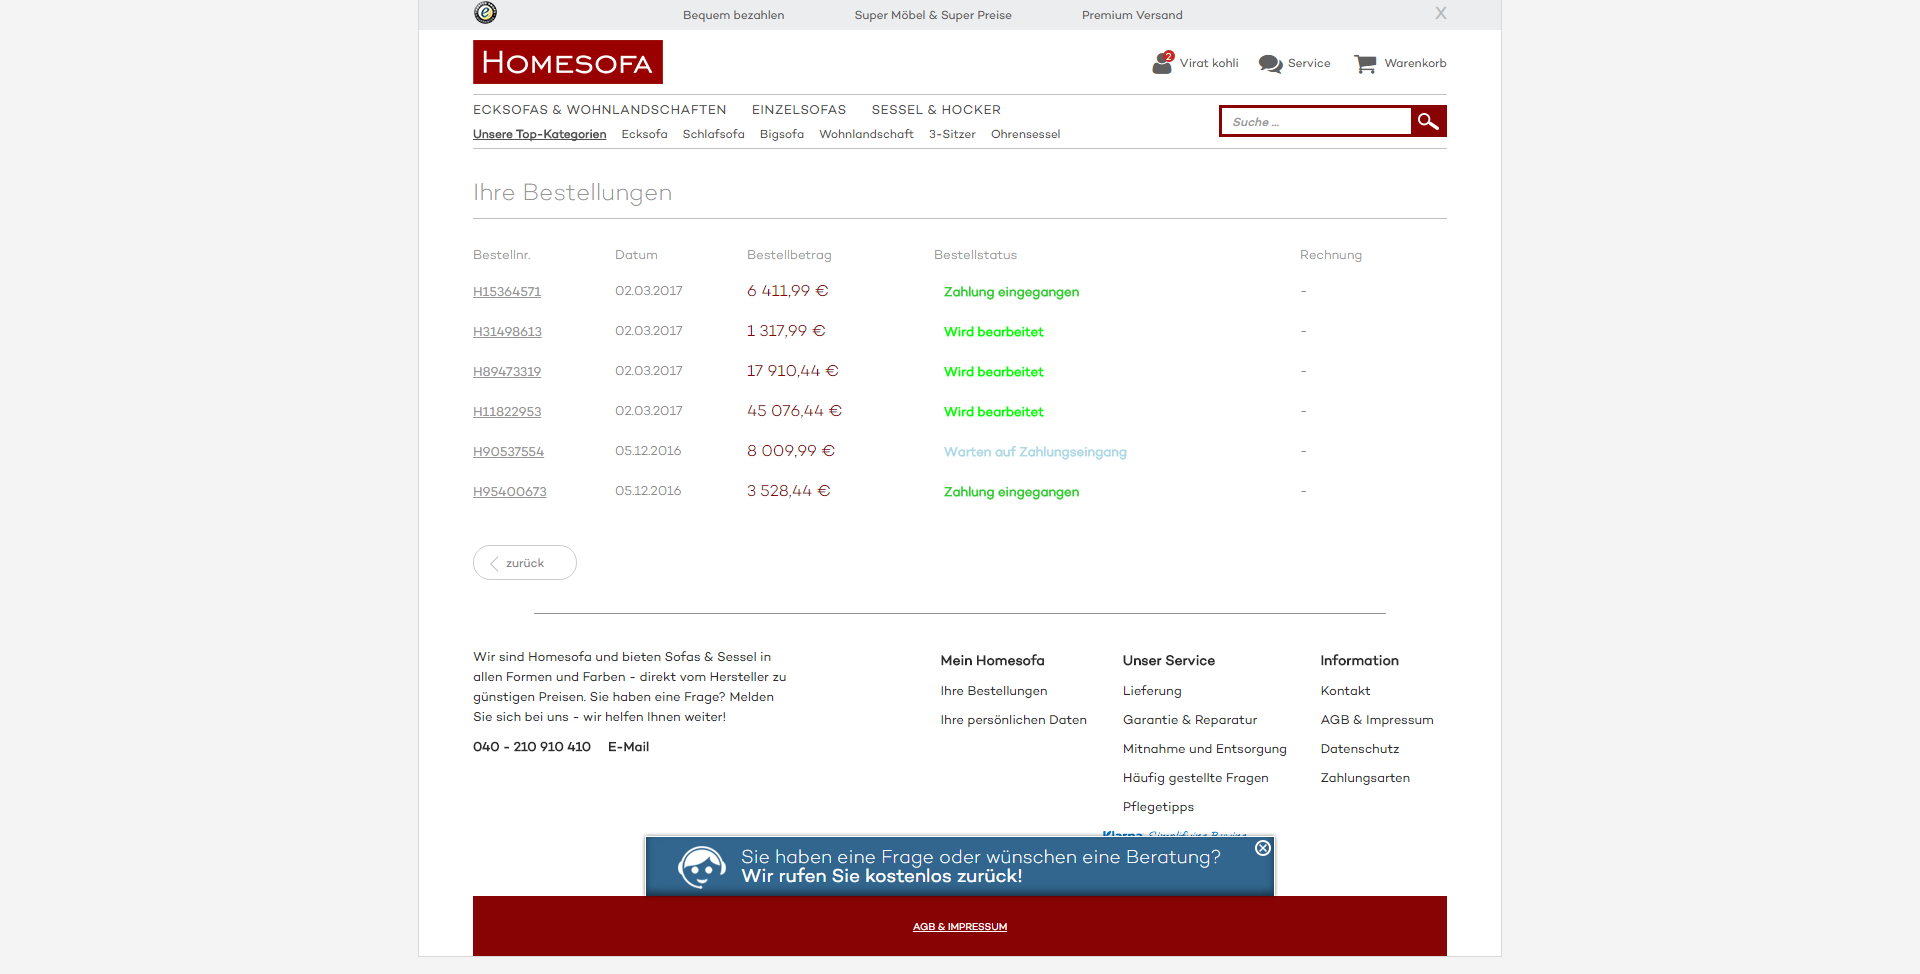 Bequem bezahlen Super Möbel & Super Preise Premium Versand X
HOMESOFA
2
Virat kohli Service Warenkorb
ECKSOFAS & WOHNLANDSCHAFTEN EINZELSOFAS SESSEL & HOCKER
Suche ...
Unsere Top-Kategorien Ecksofa Schlafsofa Bigsofa Wohnlandschaft 3-Sitzer Ohrensessel
Ihre Bestellungen
Bestellnr. Datum Bestellbetrag Bestellstatus Rechnung
H15364571 02.03.2017 6 411,99 € Zahlung eingegangen -
H31498613 02.03.2017 1 317,99 € Wird bearbeitet -
H89473319 02.03.2017 17 910,44 € Wird bearbeitet -
H11822953 02.03.2017 45 076,44 € Wird bearbeitet -
H90537554 05.12.2016 8 009,99 € Warten auf Zahlungseingang -
H95400673 05.12.2016 3 528,44 € Zahlung eingegangen -
zurück
Wir sind Homesofa und bieten Sofas & Sessel in
allen Formen und Farben - direkt vom Hersteller zu
günstigen Preisen. Sie haben eine Frage? Melden
Sie sich bei uns - wir helfen Ihnen weiter!
040 - 210 910 410 E-Mail
Mein Homesofa
Ihre Bestellungen
Ihre persönlichen Daten
Unser Service
Lieferung
Garantie & Reparatur
Mitnahme und Entsorgung
Häufig gestellte Fragen
Pflegetipps
Information
Kontakt
AGB & Impressum
Datenschutz
Zahlungsarten
Klarna Simplifying Buying
Sie haben eine Frage oder wünschen eine Beratung?
Wir rufen Sie kostenlos zurück!
AGB & IMPRESSUM